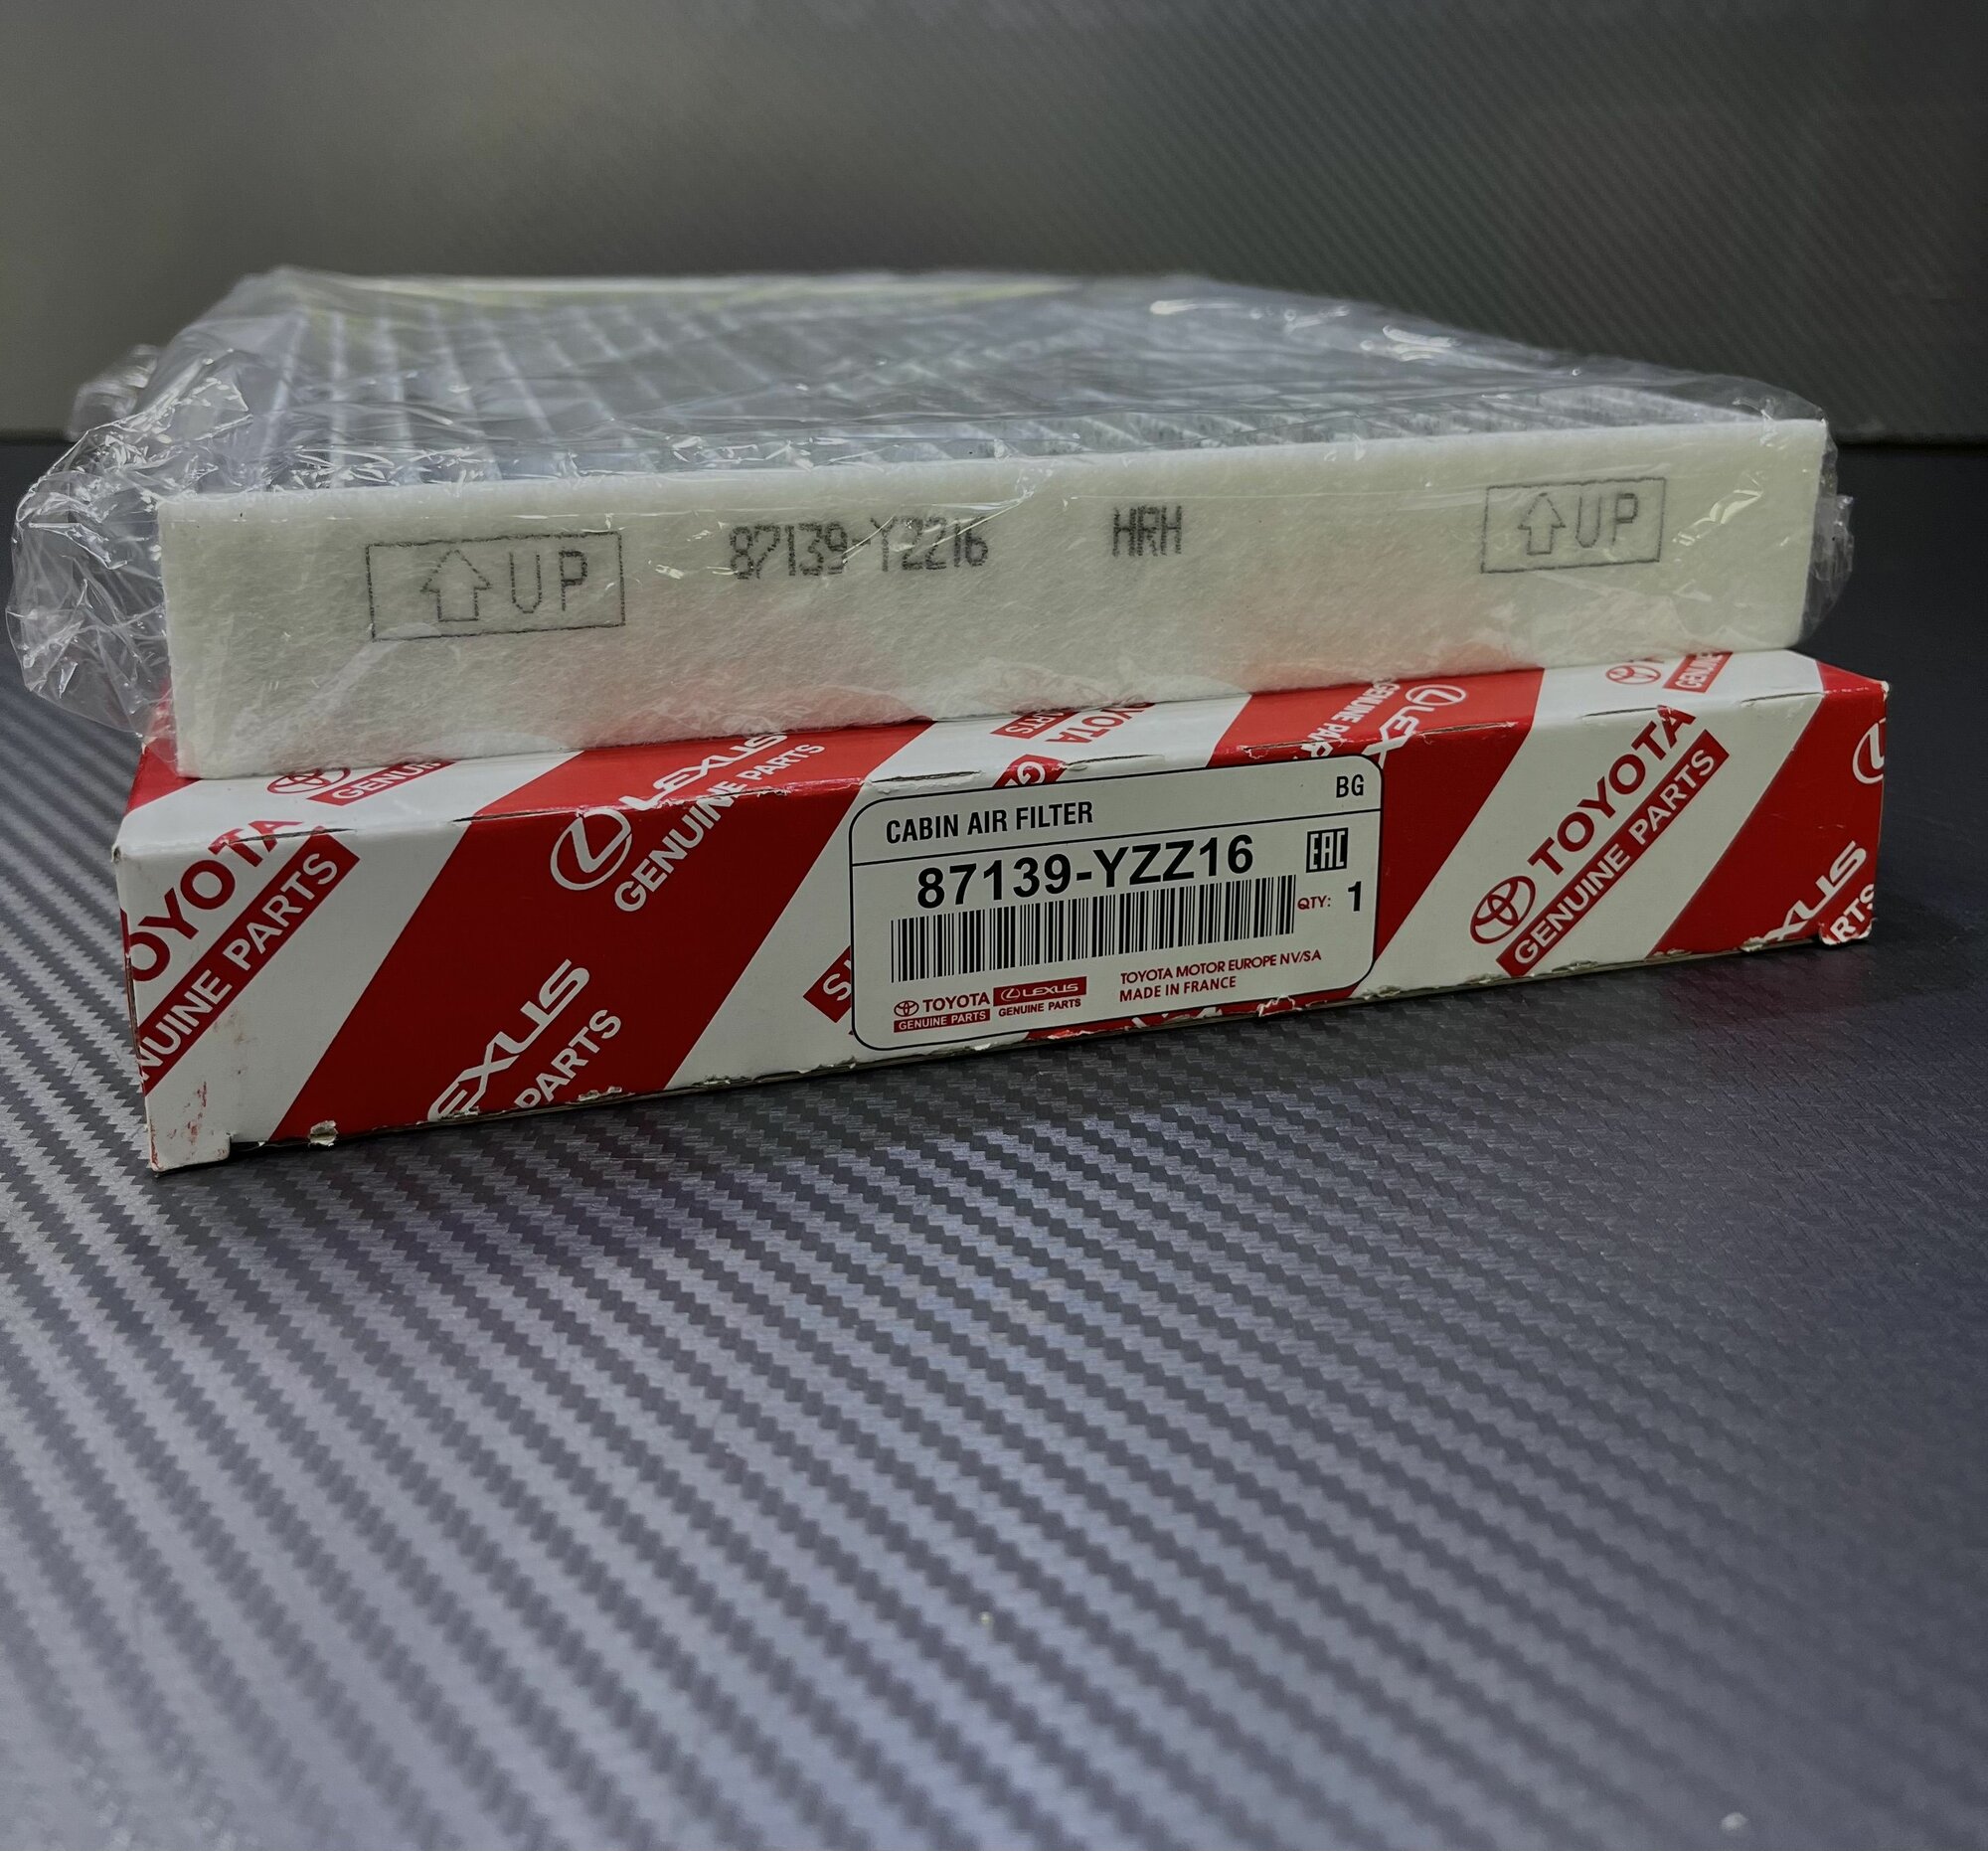 UP
87139-YZZ16
HRH
UP
TOYOTA
GENUINE PARTS
GENUINE PARTS
LEXUS
GENUINE PARTS
LEXUS
GENUINE PARTS
TOYOTA
GENUINE PARTS
CABIN AIR FILTER
BG
87139-YZZ16
EAC
QTY: 1
TOYOTA
GENUINE PARTS
LEXUS
GENUINE PARTS
TOYOTA MOTOR EUROPE NV/SA
MADE IN FRANCE
EXUS
PARTS